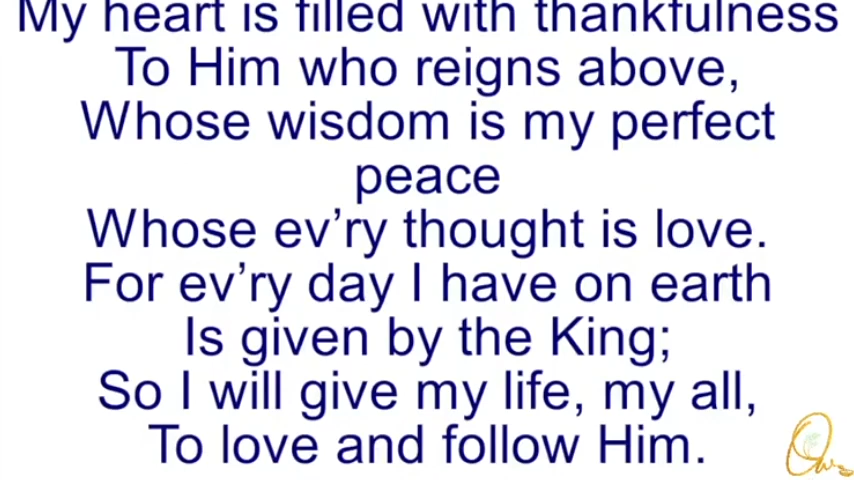 My heart is filled with thankfulness
To Him who reigns above,
Whose wisdom is my perfect
peace
Whose ev’ry thought is love.
For ev’ry day I have on earth
Is given by the King;
So I will give my life, my all,
To love and follow Him.